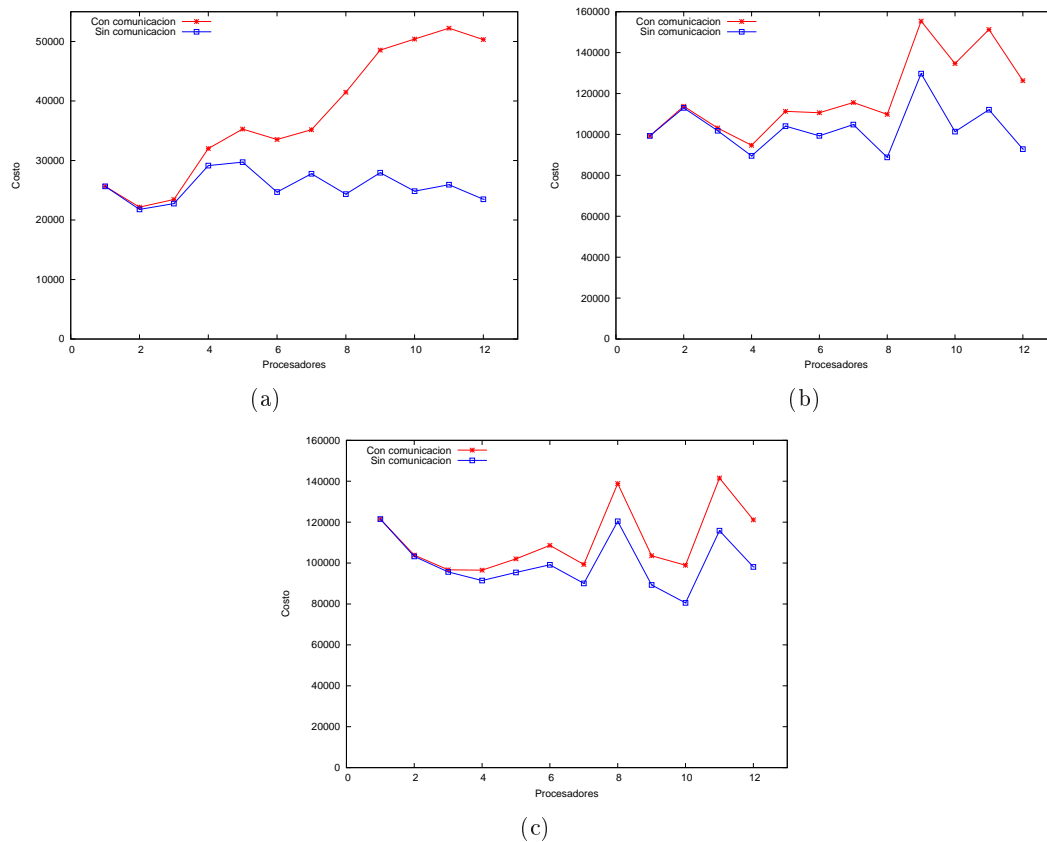 Con comunicacion
Sin comunicacion
50000
40000
30000
20000
10000
0
Costo
0 2 4 6 8 10 12
Procesadores
(a)
160000
Con comunicacion
Sin comunicacion
140000
120000
100000
80000
60000
40000
20000
0
Costo
0 2 4 6 8 10 12
Procesadores
(b)
160000
Con comunicacion
Sin comunicacion
140000
120000
100000
80000
60000
40000
20000
0
Costo
0 2 4 6 8 10 12
Procesadores
(c)